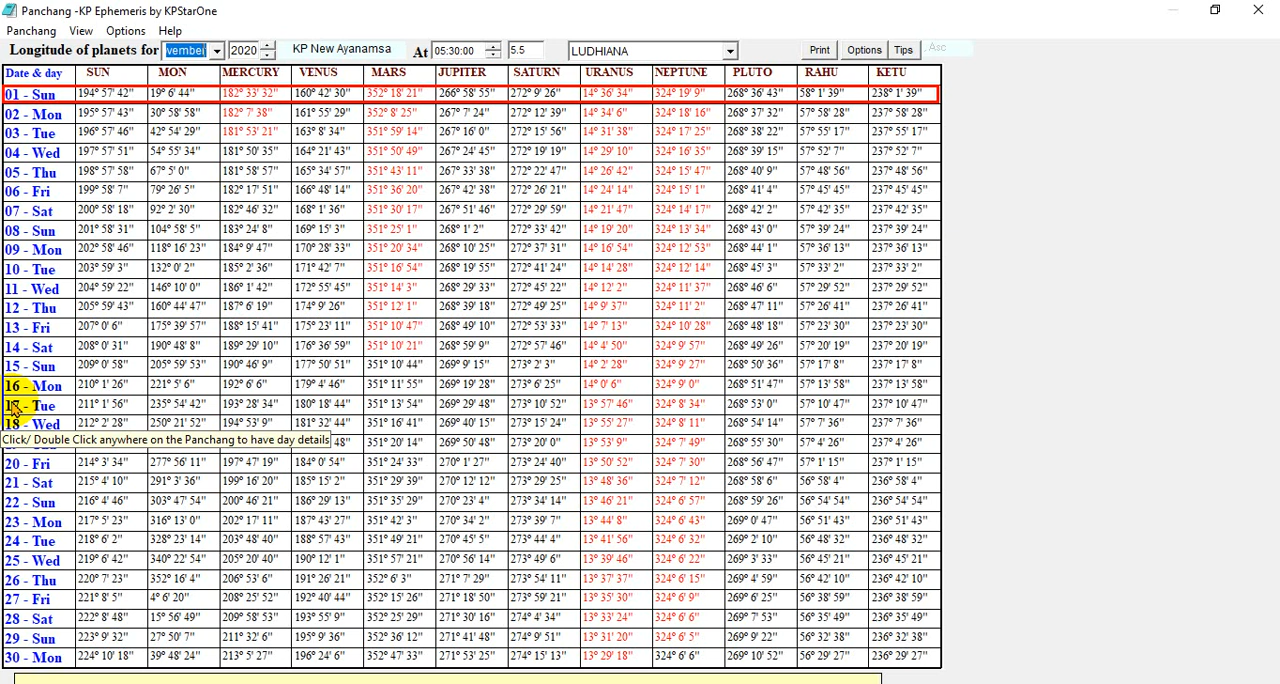 Panchang -KP Ephemeris by KPStarOne
Panchang View Options Help
Longitude of planets for vember 2020 KP New Ayanamsa At 05:30:00 5.5 LUDHIANA Print Options Tips . Asc
Date & day SUN MON MERCURY VENUS MARS JUPITER SATURN URANUS NEPTUNE PLUTO RAHU KETU
01 - Sun 194° 57' 42" 19° 6' 44" 182° 33' 32" 160° 42' 30" 352° 18' 21" 266° 58' 55" 272° 9' 26" 14° 36' 34" 324° 19' 9" 268° 36' 43" 58° 1' 39" 238° 1' 39"
02 - Mon 195° 57' 43" 30° 58' 58" 182° 7' 38" 161° 55' 29" 352° 8' 25" 267° 7' 24" 272° 12' 39" 14° 34' 6" 324° 18' 16" 268° 37' 32" 57° 58' 28" 237° 58' 28"
03 - Tue 196° 57' 46" 42° 54' 29" 181° 53' 21" 163° 8' 34" 351° 59' 14" 267° 16' 0" 272° 15' 56" 14° 31' 38" 324° 17' 25" 268° 38' 22" 57° 55' 17" 237° 55' 17"
04 - Wed 197° 57' 51" 54° 55' 34" 181° 50' 35" 164° 21' 43" 351° 50' 49" 267° 24' 45" 272° 19' 19" 14° 29' 10" 324° 16' 35" 268° 39' 15" 57° 52' 7" 237° 52' 7"
05 - Thu 198° 57' 58" 67° 5' 0" 181° 58' 57" 165° 34' 57" 351° 43' 11" 267° 33' 38" 272° 22' 47" 14° 26' 42" 324° 15' 47" 268° 40' 9" 57° 48' 56" 237° 48' 56"
06 - Fri 199° 58' 7" 79° 26' 5" 182° 17' 51" 166° 48' 14" 351° 36' 20" 267° 42' 38" 272° 26' 21" 14° 24' 14" 324° 15' 1" 268° 41' 4" 57° 45' 45" 237° 45' 45"
07 - Sat 200° 58' 18" 92° 2' 30" 182° 46' 32" 168° 1' 36" 351° 30' 17" 267° 51' 46" 272° 29' 59" 14° 21' 47" 324° 14' 17" 268° 42' 2" 57° 42' 35" 237° 42' 35"
08 - Sun 201° 58' 31" 104° 58' 5" 183° 24' 8" 169° 15' 3" 351° 25' 1" 268° 1' 2" 272° 33' 42" 14° 19' 20" 324° 13' 34" 268° 43' 0" 57° 39' 24" 237° 39' 24"
09 - Mon 202° 58' 46" 118° 16' 23" 184° 9' 47" 170° 28' 33" 351° 20' 34" 268° 10' 25" 272° 37' 31" 14° 16' 54" 324° 12' 53" 268° 44' 1" 57° 36' 13" 237° 36' 13"
10 - Tue 203° 59' 3" 132° 0' 2" 185° 2' 36" 171° 42' 7" 351° 16' 54" 268° 19' 55" 272° 41' 24" 14° 14' 28" 324° 12' 14" 268° 45' 3" 57° 33' 2" 237° 33' 2"
11 - Wed 204° 59' 22" 146° 10' 0" 186° 1' 42" 172° 55' 45" 351° 14' 3" 268° 29' 33" 272° 45' 22" 14° 12' 2" 324° 11' 37" 268° 46' 6" 57° 29' 52" 237° 29' 52"
12 - Thu 205° 59' 43" 160° 44' 47" 187° 6' 19" 174° 9' 26" 351° 12' 1" 268° 39' 18" 272° 49' 25" 14° 9' 37" 324° 11' 2" 268° 47' 11" 57° 26' 41" 237° 26' 41"
13 - Fri 207° 0' 6" 175° 39' 57" 188° 15' 41" 175° 23' 11" 351° 10' 47" 268° 49' 10" 272° 53' 33" 14° 7' 13" 324° 10' 28" 268° 48' 18" 57° 23' 30" 237° 23' 30"
14 - Sat 208° 0' 31" 190° 48' 8" 189° 29' 10" 176° 36' 59" 351° 10' 21" 268° 59' 9" 272° 57' 46" 14° 4' 50" 324° 9' 57" 268° 49' 26" 57° 20' 19" 237° 20' 19"
15 - Sun 209° 0' 58" 205° 59' 53" 190° 46' 9" 177° 50' 51" 351° 10' 44" 269° 9' 15" 273° 2' 3" 14° 2' 28" 324° 9' 27" 268° 50' 36" 57° 17' 8" 237° 17' 8"
16 - Mon 210° 1' 26" 221° 5' 6" 192° 6' 6" 179° 4' 46" 351° 11' 55" 269° 19' 28" 273° 6' 25" 14° 0' 6" 324° 9' 0" 268° 51' 47" 57° 13' 58" 237° 13' 58"
17 - Tue 211° 1' 56" 235° 54' 42" 193° 28' 34" 180° 18' 44" 351° 13' 54" 269° 29' 48" 273° 10' 52" 13° 57' 46" 324° 8' 34" 268° 53' 0" 57° 10' 47" 237° 10' 47"
18 - Wed 212° 2' 28" 250° 21' 52" 194° 53' 9" 181° 32' 44" 351° 16' 41" 269° 40' 15" 273° 15' 24" 13° 55' 27" 324° 8' 11" 268° 54' 14" 57° 7' 36" 237° 7' 36"
Click/ Double Click anywhere on the Panchang to have day details 48" 351° 20' 14" 269° 50' 48" 273° 20' 0" 13° 53' 9" 324° 7' 49" 268° 55' 30" 57° 4' 26" 237° 4' 26"
20 - Fri 214° 3' 34" 277° 56' 11" 197° 47' 19" 184° 0' 54" 351° 24' 33" 270° 1' 27" 273° 24' 40" 13° 50' 52" 324° 7' 30" 268° 56' 47" 57° 1' 15" 237° 1' 15"
21 - Sat 215° 4' 10" 291° 3' 36" 199° 16' 20" 185° 15' 2" 351° 29' 39" 270° 12' 12" 273° 29' 25" 13° 48' 36" 324° 7' 12" 268° 58' 6" 56° 58' 4" 236° 58' 4"
22 - Sun 216° 4' 46" 303° 47' 54" 200° 46' 21" 186° 29' 13" 351° 35' 29" 270° 23' 4" 273° 34' 14" 13° 46' 21" 324° 6' 57" 268° 59' 26" 56° 54' 54" 236° 54' 54"
23 - Mon 217° 5' 23" 316° 13' 0" 202° 17' 11" 187° 43' 27" 351° 42' 3" 270° 34' 2" 273° 39' 7" 13° 44' 8" 324° 6' 43" 269° 0' 47" 56° 51' 43" 236° 51' 43"
24 - Tue 218° 6' 2" 328° 23' 14" 203° 48' 40" 188° 57' 43" 351° 49' 21" 270° 45' 5" 273° 44' 4" 13° 41' 56" 324° 6' 32" 269° 2' 10" 56° 48' 32" 236° 48' 32"
25 - Wed 219° 6' 42" 340° 22' 54" 205° 20' 40" 190° 12' 1" 351° 57' 21" 270° 56' 14" 273° 49' 6" 13° 39' 46" 324° 6' 22" 269° 3' 33" 56° 45' 21" 236° 45' 21"
26 - Thu 220° 7' 23" 352° 16' 4" 206° 53' 6" 191° 26' 21" 352° 6' 3" 271° 7' 29" 273° 54' 11" 13° 37' 37" 324° 6' 15" 269° 4' 59" 56° 42' 10" 236° 42' 10"
27 - Fri 221° 8' 5" 4° 6' 20" 208° 25' 52" 192° 40' 44" 352° 15' 26" 271° 18' 50" 273° 59' 21" 13° 35' 30" 324° 6' 9" 269° 6' 25" 56° 38' 59" 236° 38' 59"
28 - Sat 222° 8' 48" 15° 56' 49" 209° 58' 53" 193° 55' 9" 352° 25' 29" 271° 30' 16" 274° 4' 34" 13° 33' 24" 324° 6' 6" 269° 7' 53" 56° 35' 49" 236° 35' 49"
29 - Sun 223° 9' 32" 27° 50' 7" 211° 32' 6" 195° 9' 36" 352° 36' 12" 271° 41' 48" 274° 9' 51" 13° 31' 20" 324° 6' 5" 269° 9' 22" 56° 32' 38" 236° 32' 38"
30 - Mon 224° 10' 18" 39° 48' 24" 213° 5' 27" 196° 24' 6" 352° 47' 33" 271° 53' 25" 274° 15' 13" 13° 29' 18" 324° 6' 6" 269° 10' 52" 56° 29' 27" 236° 29' 27"